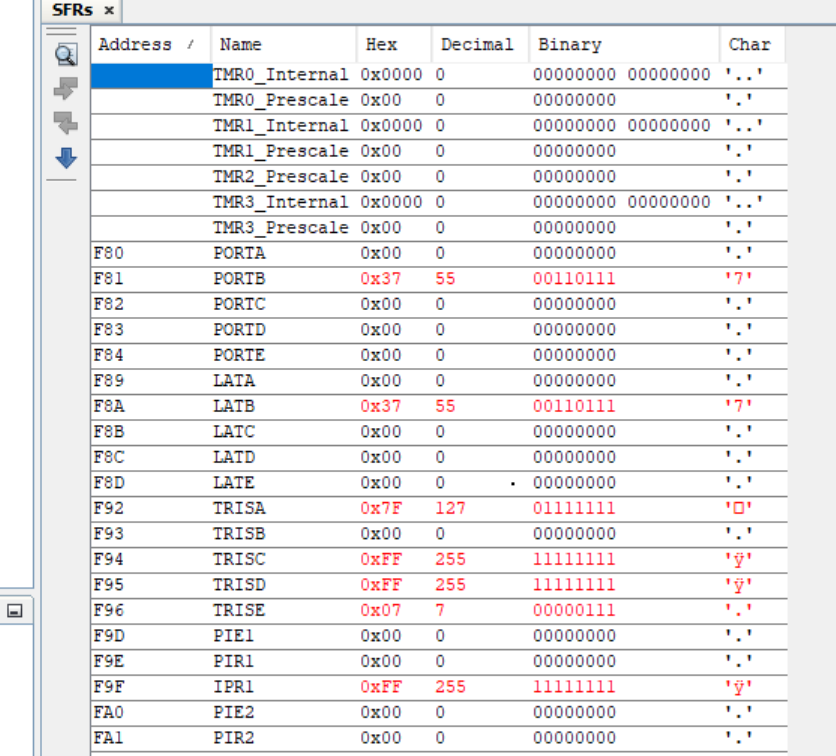 SFRs ×
Address / Name Hex Decimal Binary Char
TMR0_Internal 0x0000 0 00000000 00000000 '..'
TMR0_Prescale 0x00 0 00000000 '.'
TMR1_Internal 0x0000 0 00000000 00000000 '..'
TMR1_Prescale 0x00 0 00000000 '.'
TMR2_Prescale 0x00 0 00000000 '.'
TMR3_Internal 0x0000 0 00000000 00000000 '..'
TMR3_Prescale 0x00 0 00000000 '.'
F80 PORTA 0x00 0 00000000 '.'
F81 PORTB 0x37 55 00110111 '7'
F82 PORTC 0x00 0 00000000 '.'
F83 PORTD 0x00 0 00000000 '.'
F84 PORTE 0x00 0 00000000 '.'
F89 LATA 0x00 0 00000000 '.'
F8A LATB 0x37 55 00110111 '7'
F8B LATC 0x00 0 00000000 '.'
F8C LATD 0x00 0 00000000 '.'
F8D LATE 0x00 0 00000000 '.'
F92 TRISA 0x7F 127 01111111 '□'
F93 TRISB 0x00 0 00000000 '.'
F94 TRISC 0xFF 255 11111111 'ÿ'
F95 TRISD 0xFF 255 11111111 'ÿ'
F96 TRISE 0x07 7 00000111 '.'
F9D PIE1 0x00 0 00000000 '.'
F9E PIR1 0x00 0 00000000 '.'
F9F IPR1 0xFF 255 11111111 'ÿ'
FA0 PIE2 0x00 0 00000000 '.'
FA1 PIR2 0x00 0 00000000 '.'